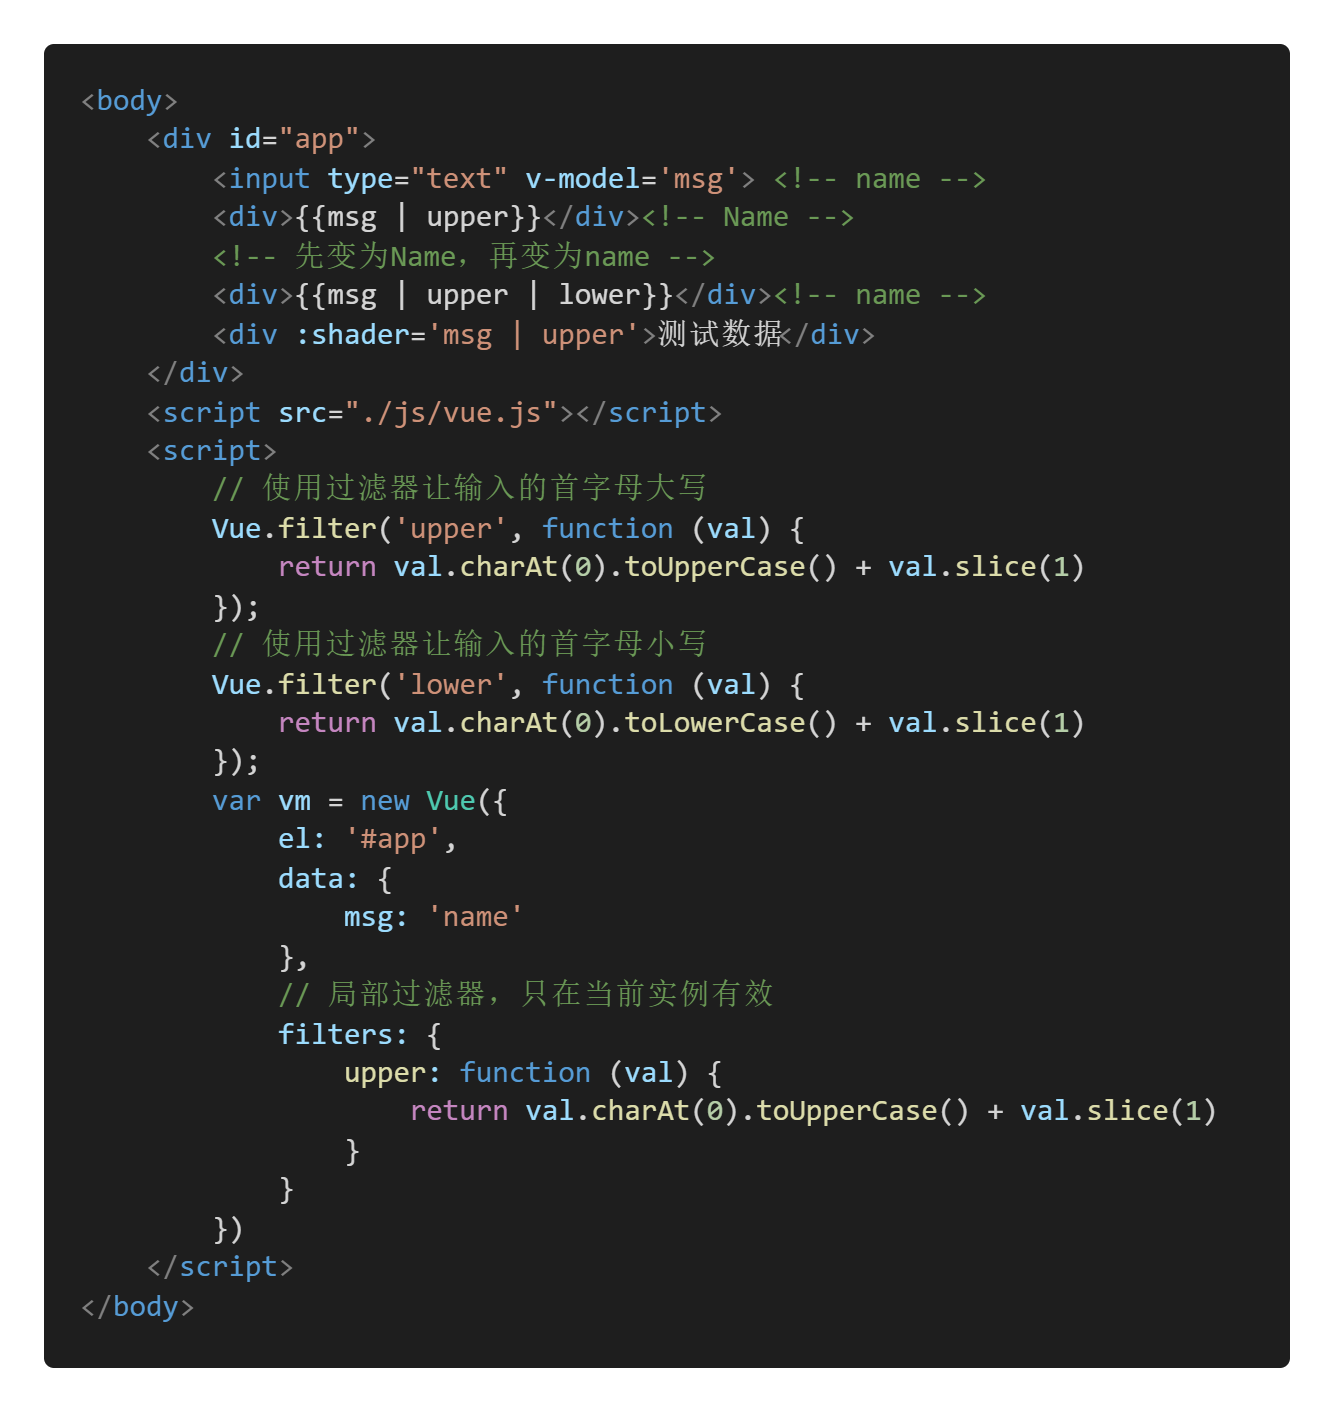 <body>
    <div id="app">
        <input type="text" v-model='msg'> <!-- name -->
        <div>{{msg | upper}}</div><!-- Name -->
        <!-- 先变为Name，再变为name -->
        <div>{{msg | upper | lower}}</div><!-- name -->
        <div :shader='msg | upper'>测试数据</div>
    </div>
    <script src="./js/vue.js"></script>
    <script>
        // 使用过滤器让输入的首字母大写
        Vue.filter('upper', function (val) {
            return val.charAt(0).toUpperCase() + val.slice(1)
        });
        // 使用过滤器让输入的首字母小写
        Vue.filter('lower', function (val) {
            return val.charAt(0).toLowerCase() + val.slice(1)
        });
        var vm = new Vue({
            el: '#app',
            data: {
                msg: 'name'
            },
            // 局部过滤器，只在当前实例有效
            filters: {
                upper: function (val) {
                    return val.charAt(0).toUpperCase() + val.slice(1)
                }
            }
        })
    </script>
</body>